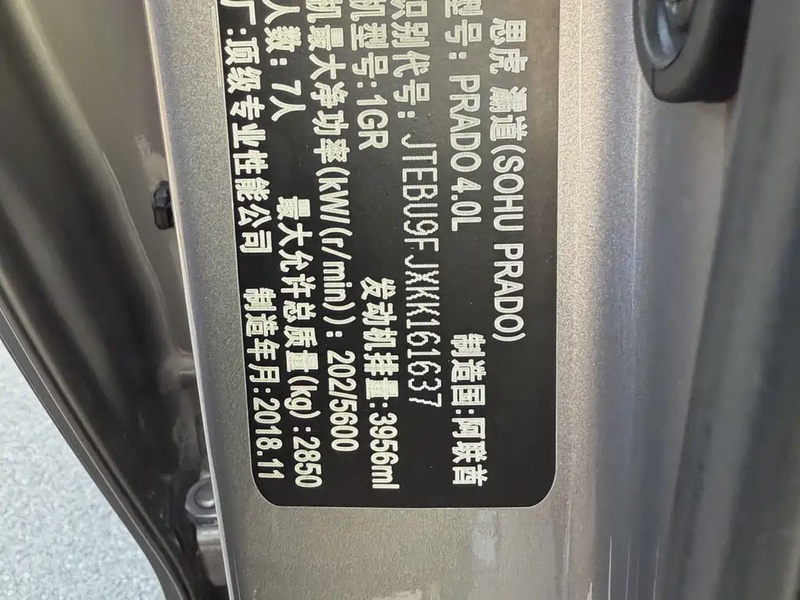 思虎 灞道(SOHU PRADO)
型号: PRADO 4.0L 制造国:阿联酋
识别代号: JTEBU9FJXKK161637
机型号:1GR 发动机排量:3956ml
机最大净功率(kW/(r/min)): 202/5600
人数: 7人 最大允许总质量(kg):2850
厂:顶级专业性能公司 制造年月:2018.11